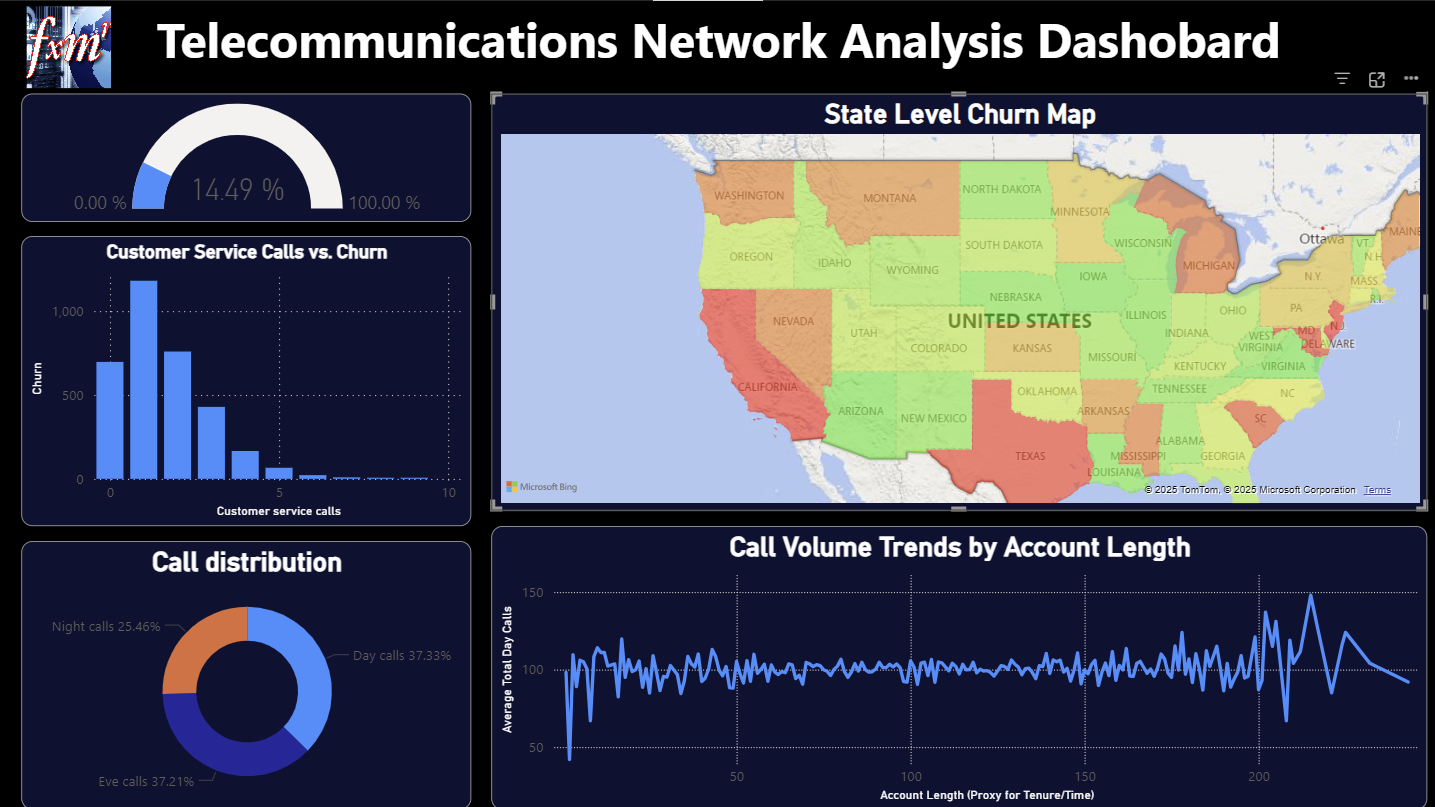 fxmr
Telecommunications Network Analysis Dashobard
14.49 %
0.00 %
100.00 %
State Level Churn Map
WASHINGTON
MONTANA
NORTH DAKOTA
MINNESOTA
OREGON
IDAHO
WYOMING
SOUTH DAKOTA
WISCONSIN
MICHIGAN
Ottawa
VT.
MAINE
N.H.
N.Y.
MASS
R.I.
NEBRASKA
IOWA
UNITED STATES
NEVADA
UTAH
COLORADO
KANSAS
MISSOURI
ILLINOIS
INDIANA
OHIO
PA
N.J.
MD
DELAWARE
WEST
VIRGINIA
VIRGINIA
KENTUCKY
CALIFORNIA
ARIZONA
NEW MEXICO
OKLAHOMA
ARKANSAS
TENNESSEE
NC
SC
TEXAS
LOUISIANA
MISSISSIPPI
ALABAMA
GEORGIA
Microsoft Bing
© 2025 TomTom, © 2025 Microsoft Corporation Terms
Customer Service Calls vs. Churn
Churn
1,000
500
0
0
5
10
Customer service calls
Call distribution
Night calls 25.46%
Day calls 37.33%
Eve calls 37.21%
Call Volume Trends by Account Length
Average Total Day Calls
150
100
50
50
100
150
200
Account Length (Proxy for Tenure/Time)